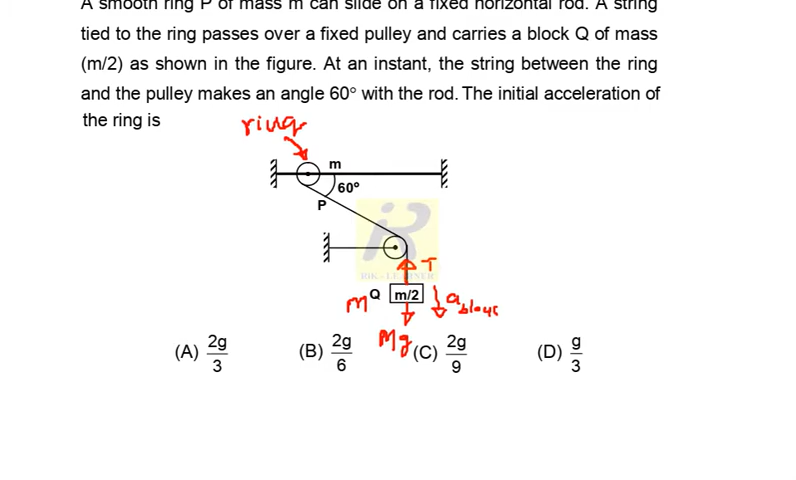 A smooth ring P of mass m can slide on a fixed horizontal rod. A string
tied to the ring passes over a fixed pulley and carries a block Q of mass
(m/2) as shown in the figure. At an instant, the string between the ring
and the pulley makes an angle 60° with the rod. The initial acceleration of
the ring is
ring
m
60°
P
T
Q m/2
M
a block
Mg
(A) 2g/3 (B) 2g/6 (C) 2g/9 (D) g/3